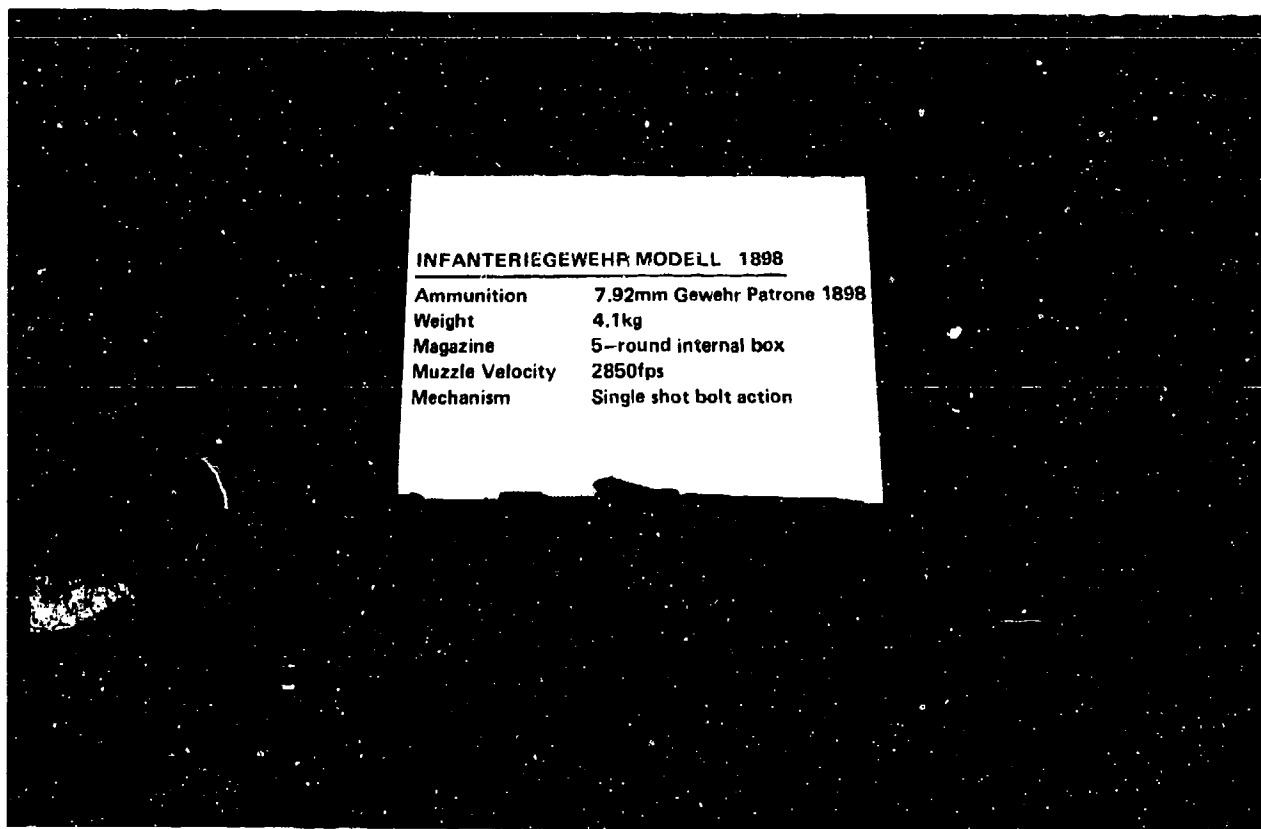 INFANTERIEGEWEHR MODELL 1898
Ammunition 7.92mm Gewehr Patrone 1898
Weight 4.1kg
Magazine 5-round internal box
Muzzle Velocity 2850fps
Mechanism Single shot bolt action